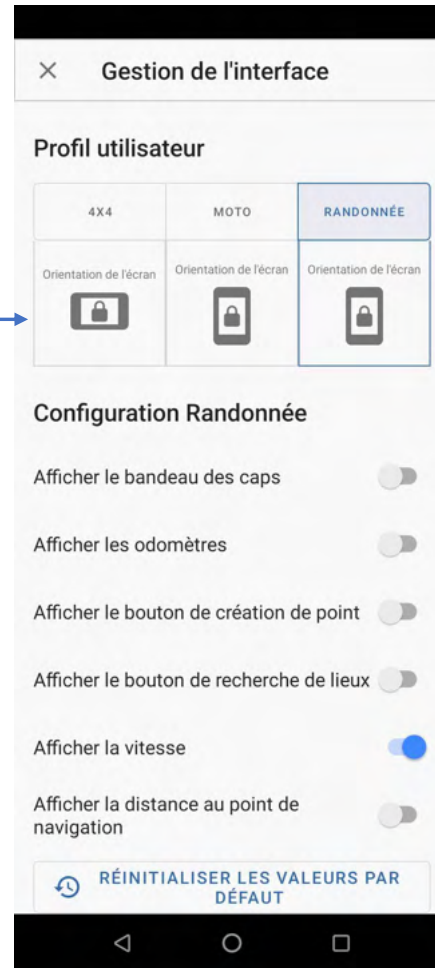 Gestion de l'interface
Profil utilisateur
4X4 MOTO RANDONNÉE
Orientation de l'écran Orientation de l'écran Orientation de l'écran
Configuration Randonnée
Afficher le bandeau des caps
Afficher les odomètres
Afficher le bouton de création de point
Afficher le bouton de recherche de lieux
Afficher la vitesse
Afficher la distance au point de
navigation
RÉINITIALISER LES VALEURS PAR
DÉFAUT